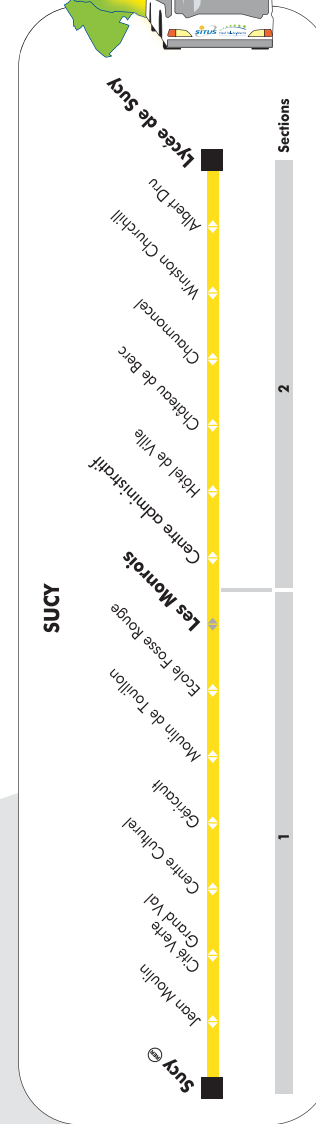 SUCY
Sucy RER
Jean Moulin
Cité Verte
Grand Val
Centre Culturel
Géricault
Moulin de Touillon
Ecole Fosse Rouge
Les Monrois
Centre administratif
Hôtel de Ville
Château de Berc
Chaumoncel
Winston Churchill
Albert Dru
Lycée de Sucy
1
2
Sections
SITUS